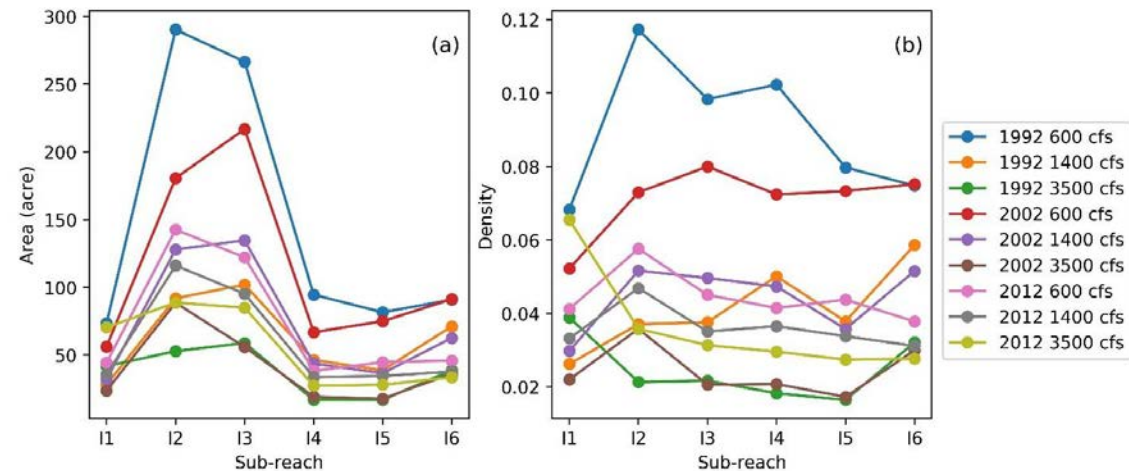 300
250
200
150
100
50
Area (acre)
(a)
I1 I2 I3 I4 I5 I6
Sub-reach
0.12
0.10
0.08
0.06
0.04
0.02
Density
(b)
I1 I2 I3 I4 I5 I6
Sub-reach
1992 600 cfs
1992 1400 cfs
1992 3500 cfs
2002 600 cfs
2002 1400 cfs
2002 3500 cfs
2012 600 cfs
2012 1400 cfs
2012 3500 cfs